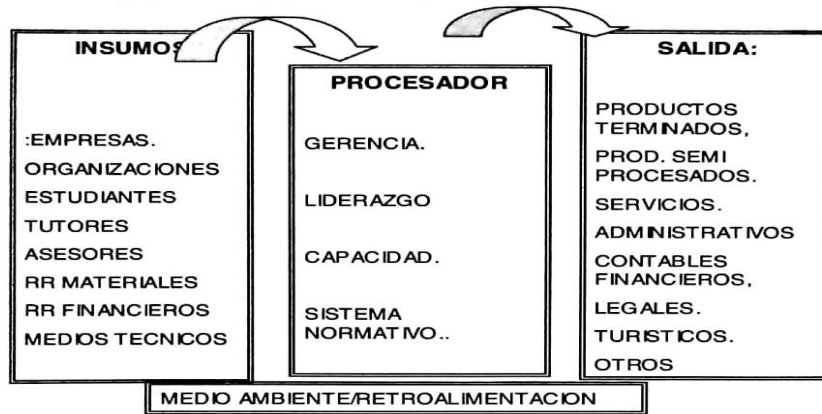 INSUMOS
:EMPRESAS.
ORGANIZACIONES
ESTUDIANTES
TUTORES
ASESORES
RR MATERIALES
RR FINANCIEROS
MEDIOS TECNICOS
PROCESADOR
GERENCIA.
LIDERAZGO
CAPACIDAD.
SISTEMA
NORMATIVO..
SALIDA:
PRODUCTOS
TERMINADOS,
PROD. SEMI
PROCESADOS.
SERVICIOS.
ADMINISTRATIVOS
CONTABLES
FINANCIEROS,
LEGALES.
TURISTICOS.
OTROS
MEDIO AMBIENTE/RETROALIMENTACION